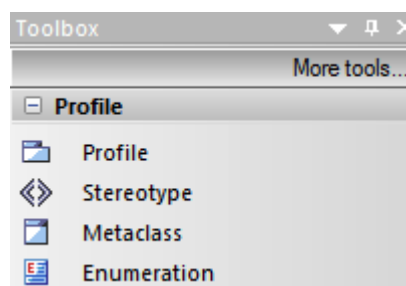 Toolbox
More tools...
Profile
Profile
Stereotype
Metaclass
Enumeration